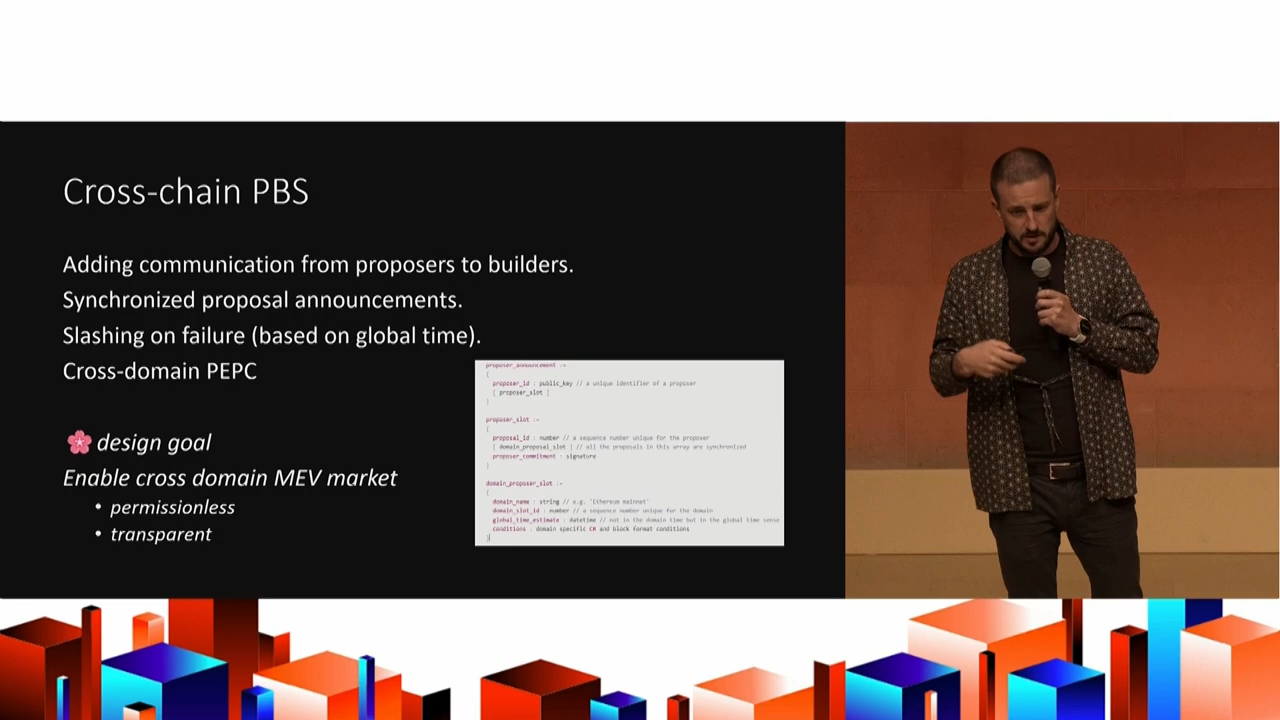 Cross-chain PBS
Adding communication from proposers to builders.
Synchronized proposal announcements.
Slashing on failure (based on global time).
Cross-domain PEPC
design goal
Enable cross domain MEV market
• permissionless
• transparent
proposer_announcement :=
{
proposer_id : public_key // a unique identifier of a proposer
[ proposer_slot ]
}
proposer_slot :=
{
proposal_id : number // a sequence number unique for the proposer
[ domain_proposal_slot ] // all the proposals in this array are synchronized
proposer_commitment : signature
}
domain_proposer_slot :=
{
domain_name : string // e.g. 'Ethereum mainnet'
domain_slot_id : number // a sequence number unique for the domain
global_time_estimate : datetime // not in the domain time but in the global time sense
conditions : domain specific CR and block format conditions
}